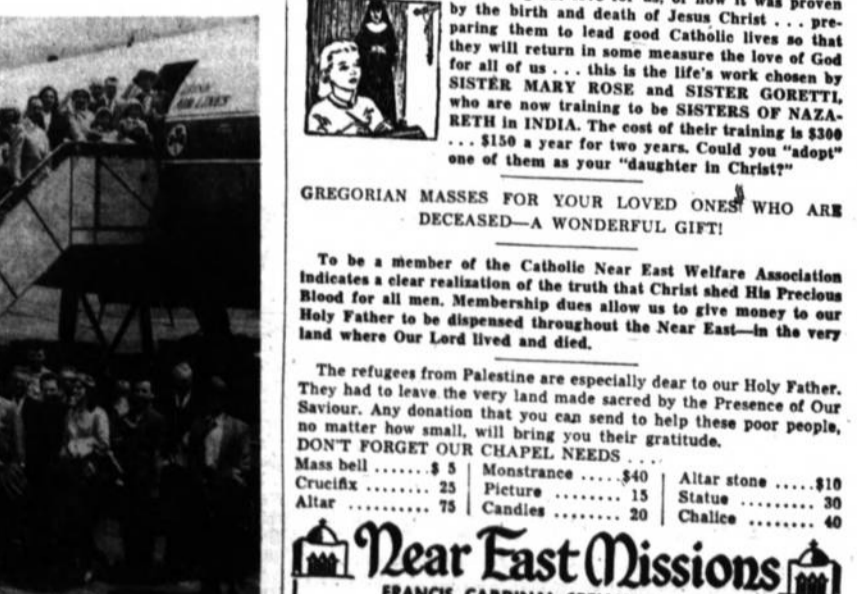 AIR LINES
by the birth and death of Jesus Christ . . . pre-
paring them to lead good Catholic lives so that
they will return in some measure the love of God
for all of us . . . this is the life's work chosen by
SISTER MARY ROSE and SISTER GORETTI,
who are now training to be SISTERS OF NAZA-
RETH in INDIA. The cost of their training is $300
. . . $150 a year for two years. Could you "adopt"
one of them as your "daughter in Christ?"
GREGORIAN MASSES FOR YOUR LOVED ONES WHO ARE
DECEASED—A WONDERFUL GIFT!
To be a member of the Catholic Near East Welfare Association
indicates a clear realization of the truth that Christ shed His Precious
Blood for all men. Membership dues allow us to give money to our
Holy Father to be dispensed throughout the Near East—in the very
land where Our Lord lived and died.
The refugees from Palestine are especially dear to our Holy Father.
They had to leave the very land made sacred by the Presence of Our
Saviour. Any donation that you can send to help these poor people,
no matter how small, will bring you their gratitude.
DON'T FORGET OUR CHAPEL NEEDS . . . .
Mass bell .......$ 5 | Monstrance .....$40 | Altar stone .....$10
Crucifix ........ 25 | Picture ........ 15 | Statue ......... 30
Altar .......... 75 | Candles ........ 20 | Chalice ........ 40
Near East Missions
FRANCIS CARDINAL